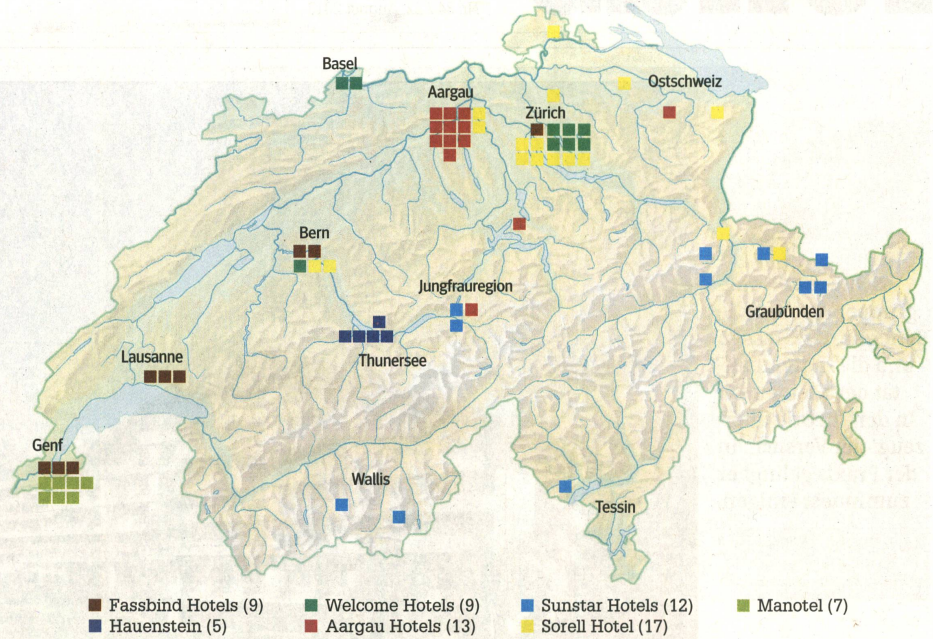 Basel
Aargau
Ostschweiz
Zürich
Bern
Jungfrauregion
Graubünden
Thunersee
Lausanne
Genf
Wallis
Tessin
Fassbind Hotels (9)
Welcome Hotels (9)
Sunstar Hotels (12)
Manotel (7)
Hauenstein (5)
Aargau Hotels (13)
Sorell Hotel (17)